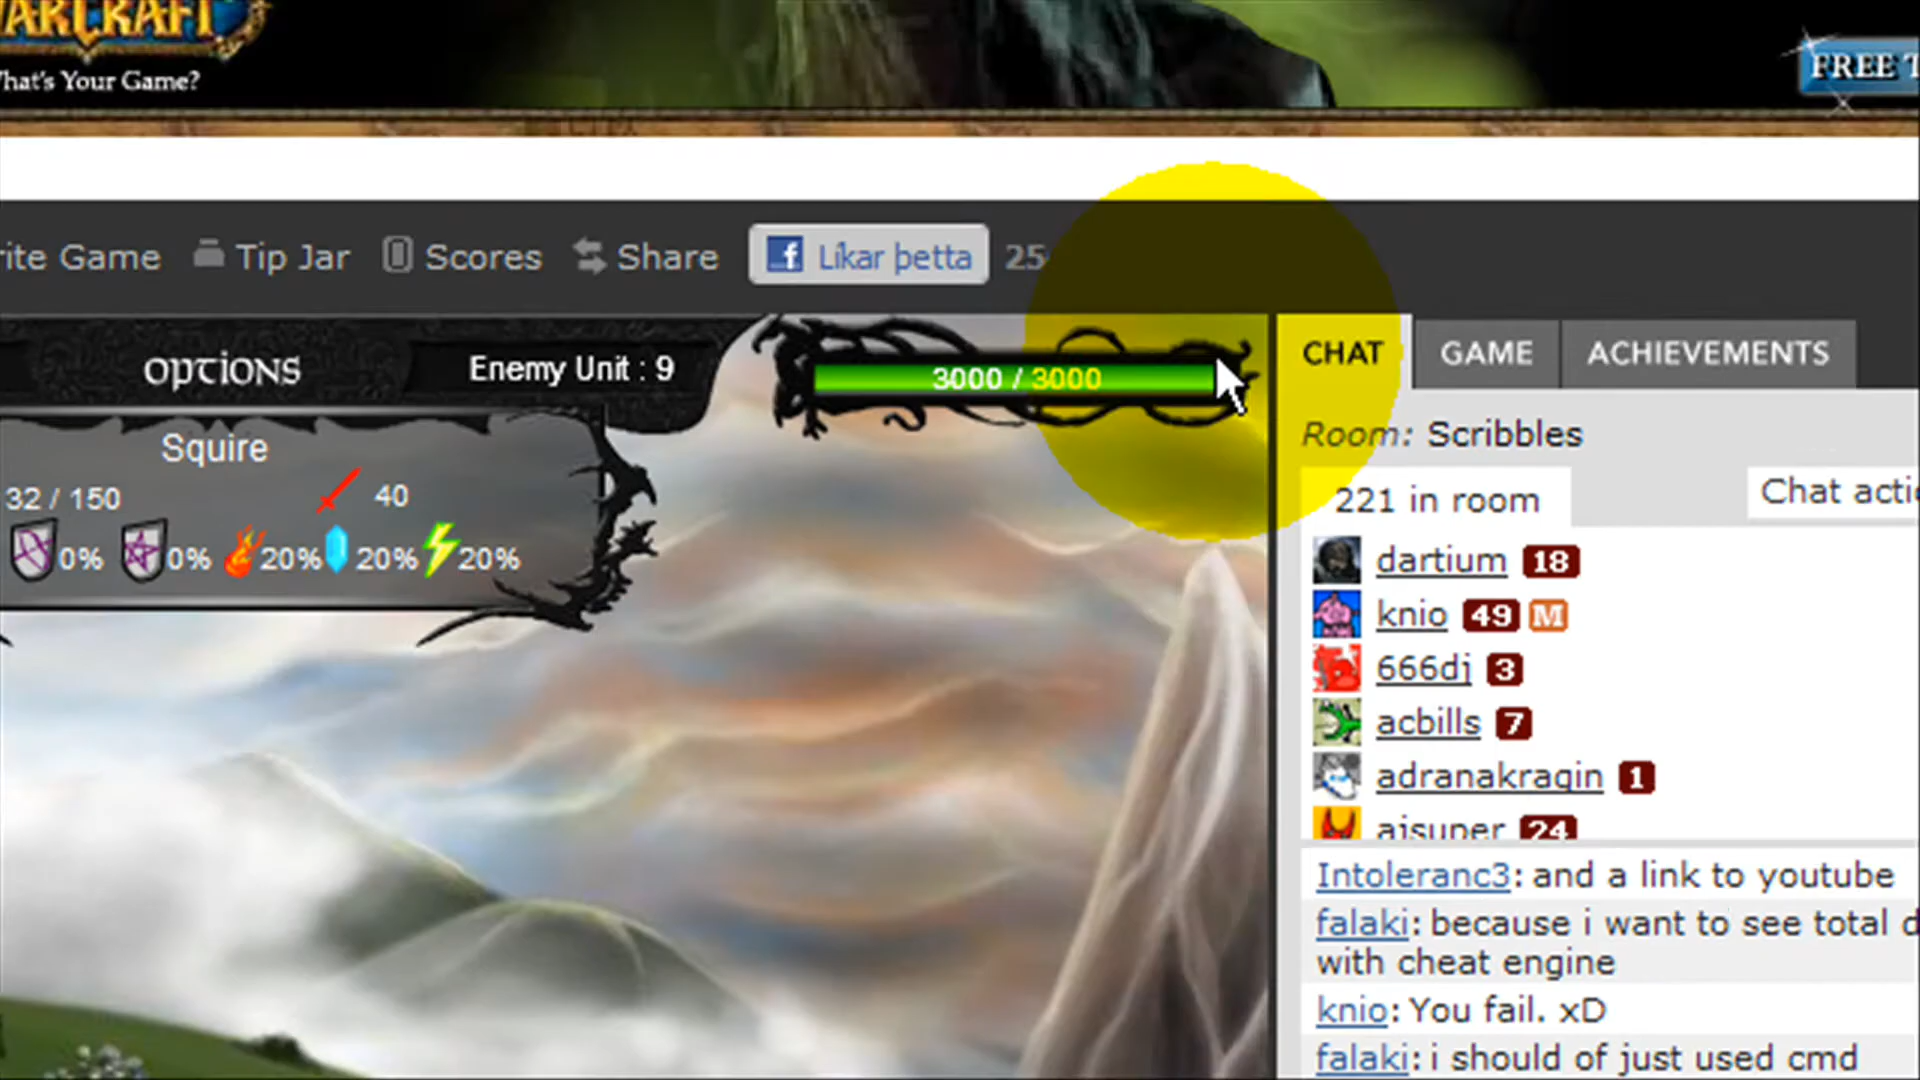 What's Your Game?
FREE
rite Game Tip Jar Scores Share Líkar þetta 25
OPTIONS
Enemy Unit : 9
3000 / 3000
Squire
32 / 150 40
0% 0% 20% 20% 20%
CHAT GAME ACHIEVEMENTS
Room: Scribbles
221 in room
Chat acti
dartium 18
knio 49 M
666dj 3
acbills 7
adranakragin 1
ajsuper 24
Intoleranc3: and a link to youtube
falaki: because i want to see total d
with cheat engine
knio: You fail. xD
falaki: i should of just used cmd